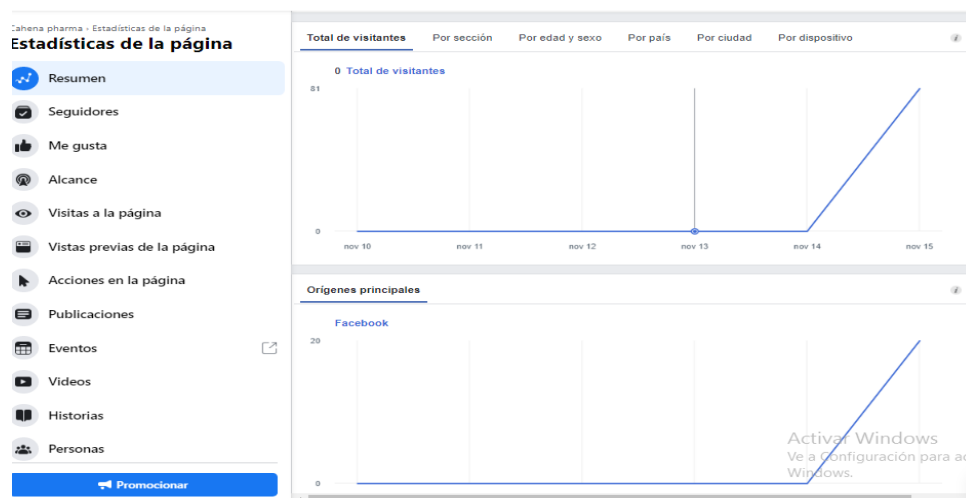 Cahena pharma › Estadísticas de la página
Estadísticas de la página
Resumen
Seguidores
Me gusta
Alcance
Visitas a la página
Vistas previas de la página
Acciones en la página
Publicaciones
Eventos
Videos
Historias
Personas
Promocionar
Total de visitantes Por sección Por edad y sexo Por país Por ciudad Por dispositivo
0 Total de visitantes
81
0
nov 10 nov 11 nov 12 nov 13 nov 14 nov 15
Orígenes principales
Facebook
20
0
Activar Windows
Ve a Configuración para ac
Windows.